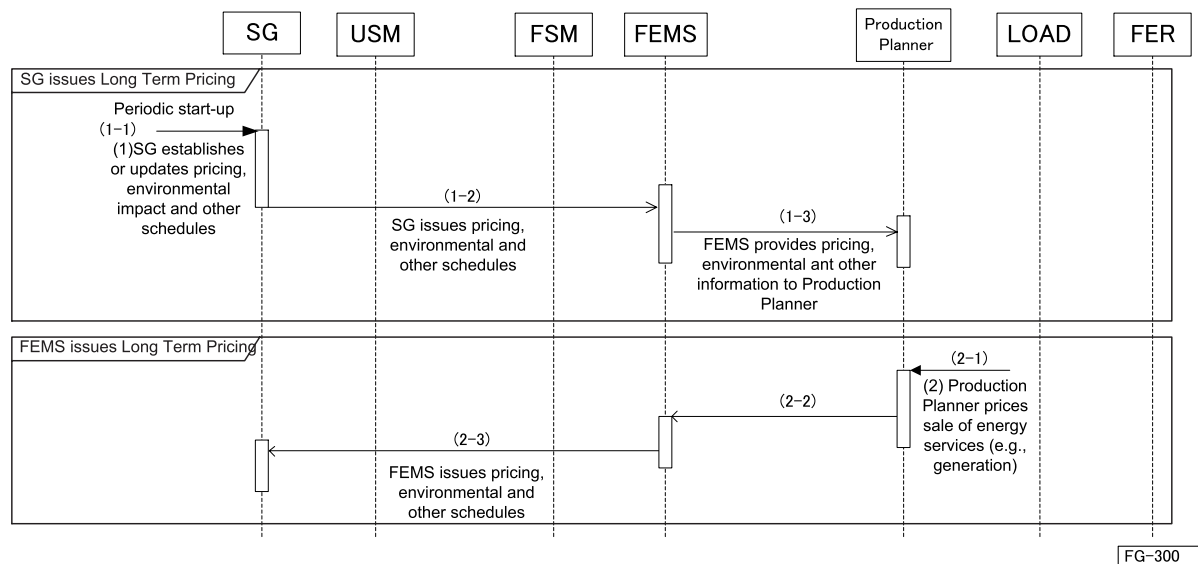 SG
USM
FSM
FEMS
Production
Planner
LOAD
FER
SG issues Long Term Pricing
Periodic start-up
(1-1)
(1)SG establishes
or updates pricing,
environmental
impact and other
schedules
(1-2)
SG issues pricing,
environmental and
other schedules
(1-3)
FEMS provides pricing,
environmental ant other
information to Production
Planner
FEMS issues Long Term Pricing
(2-1)
(2) Production
Planner prices
sale of energy
services (e.g.,
generation)
(2-2)
(2-3)
FEMS issues pricing,
environmental and
other schedules
FG-300